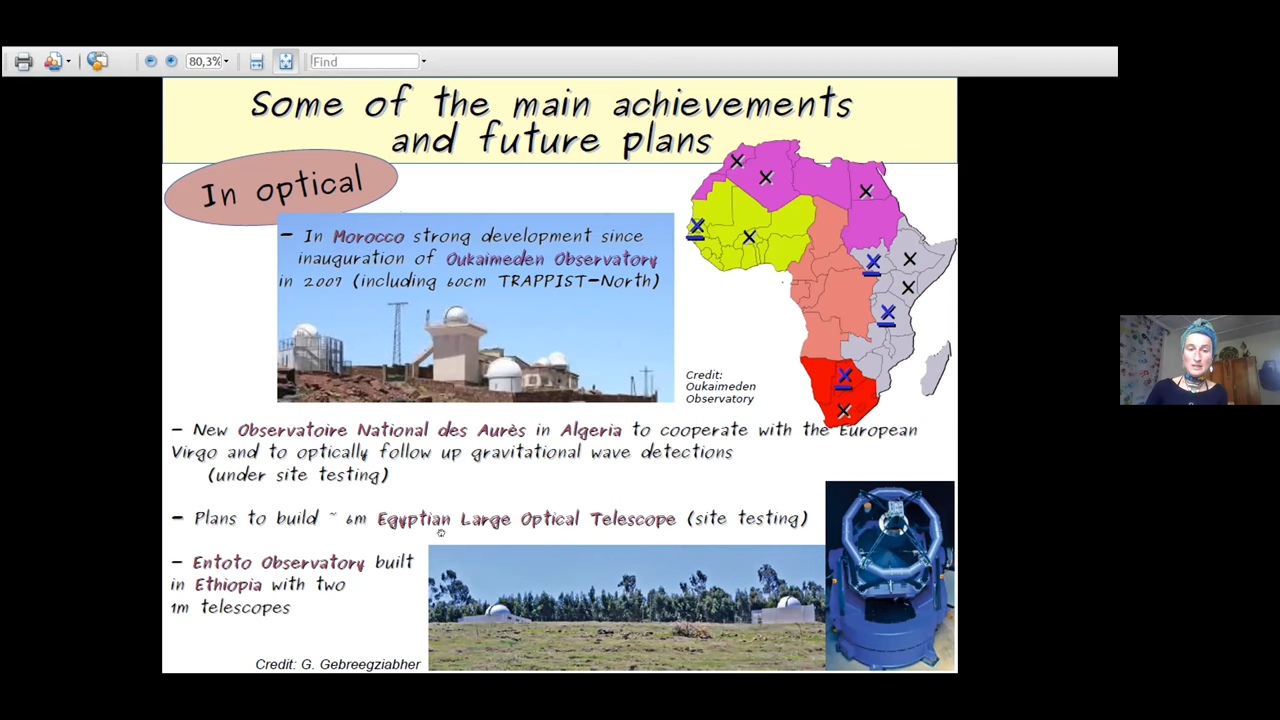 80,3%
Find
Some of the main achievements
and future plans
In optical
– In Morocco strong development since
inauguration of Oukaimeden Observatory
in 2007 (including 60cm TRAPPIST–North)
Credit:
Oukaimeden
Observatory
– New Observatoire National des Aurès in Algeria to cooperate with the European
Virgo and to optically follow up gravitational wave detections
(under site testing)
– Plans to build ~ 6m Egyptian Large Optical Telescope (site testing)
– Entoto Observatory built
in Ethiopia with two
1m telescopes
Credit: G. Gebreegziabher